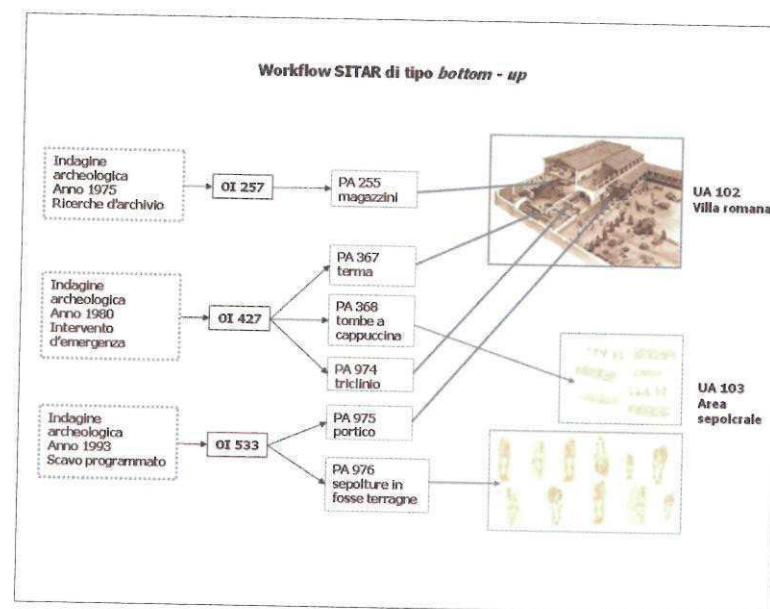 Workflow SITAR di tipo bottom - up
Indagine
archeologica
Anno 1975
Ricerche d'archivio
OI 257
PA 255
magazzini
UA 102
Villa romana
Indagine
archeologica
Anno 1980
Intervento
d'emergenza
OI 427
PA 367
terma
PA 368
tombe a
cappuccina
PA 974
triclinio
UA 103
Area
sepolcrale
Indagine
archeologica
Anno 1993
Scavo programmato
OI 533
PA 975
portico
PA 976
sepolture in
fosse terragne